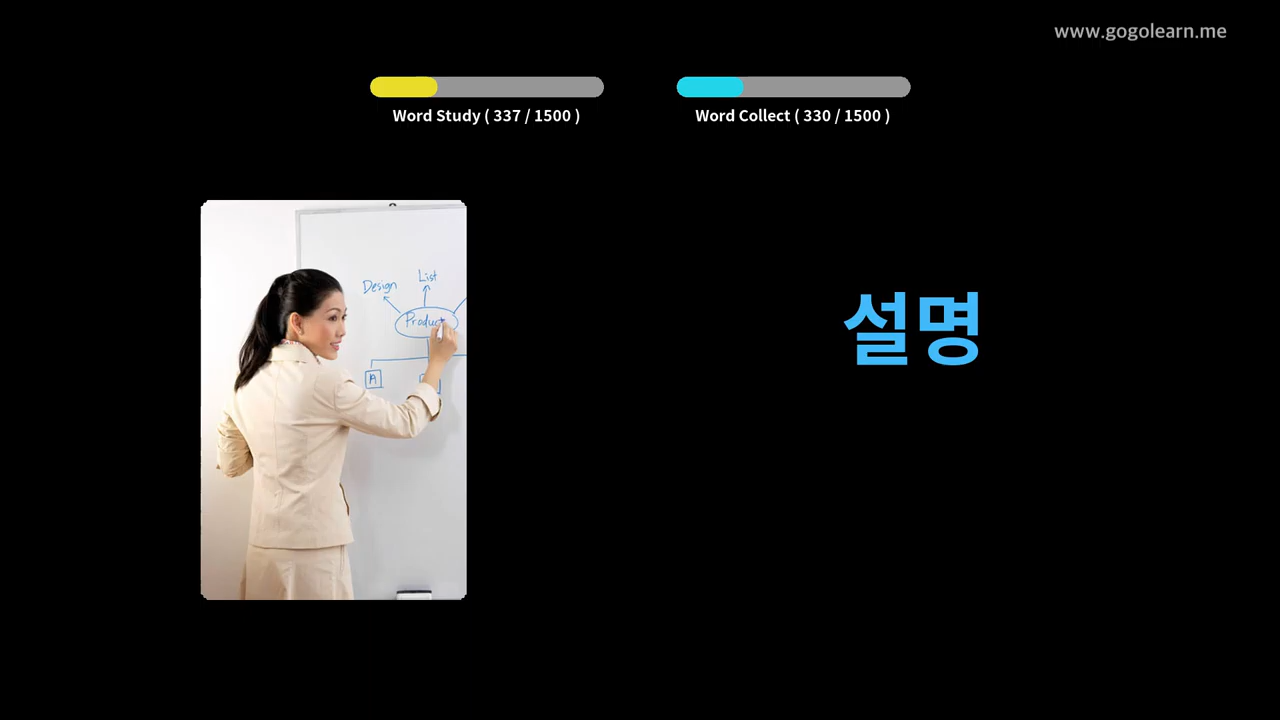 www.gogolearn.me
Word Study ( 337 / 1500 )
Word Collect ( 330 / 1500 )
List
Design
Product
설명
A